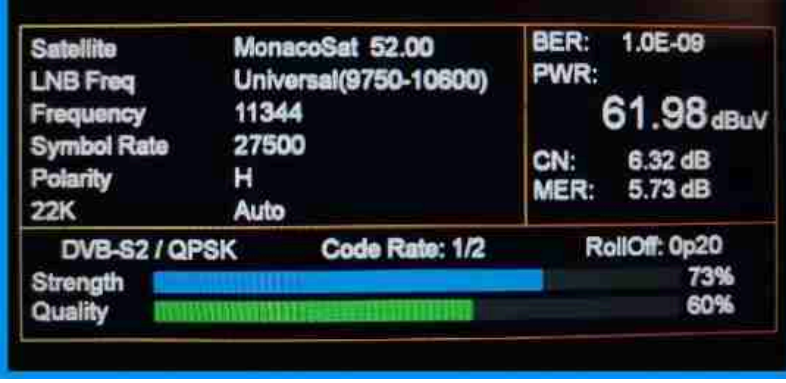 Satellite MonacoSat 52.00
LNB Freq Universal(9750-10600)
Frequency 11344
Symbol Rate 27500
Polarity H
22K Auto
BER: 1.0E-09
PWR:
61.98 dBuV
CN: 6.32 dB
MER: 5.73 dB
DVB-S2 / QPSK Code Rate: 1/2 RollOff: 0p20
Strength 73%
Quality 60%